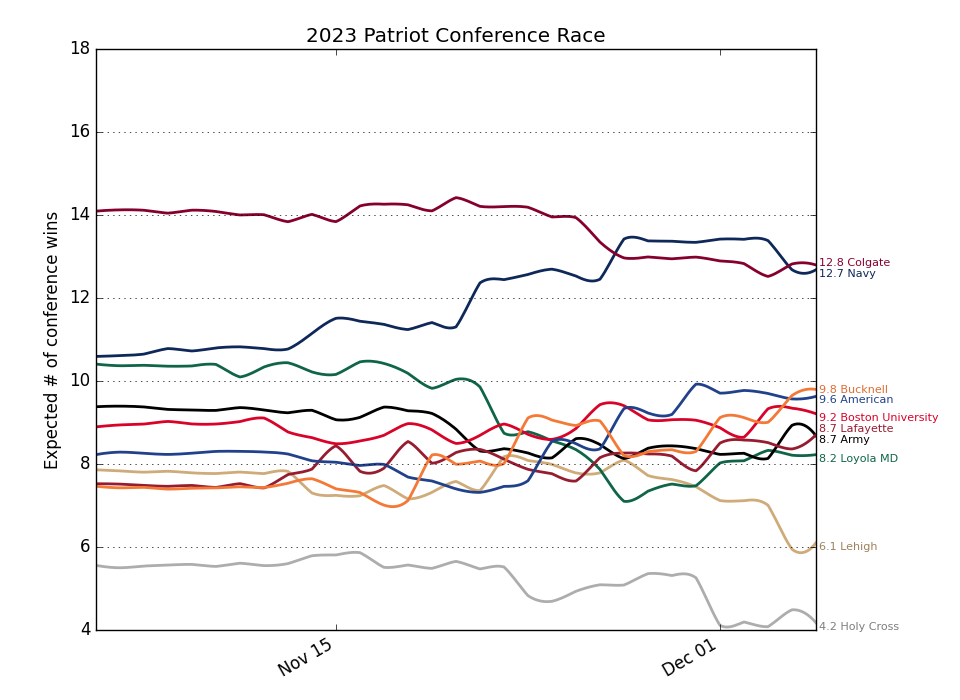 2023 Patriot Conference Race
Expected # of conference wins
18
16
14
12
10
8
6
4
Nov 15
Dec 01
12.8 Colgate
12.7 Navy
9.8 Bucknell
9.6 American
9.2 Boston University
8.7 Lafayette
8.7 Army
8.2 Loyola MD
6.1 Lehigh
4.2 Holy Cross